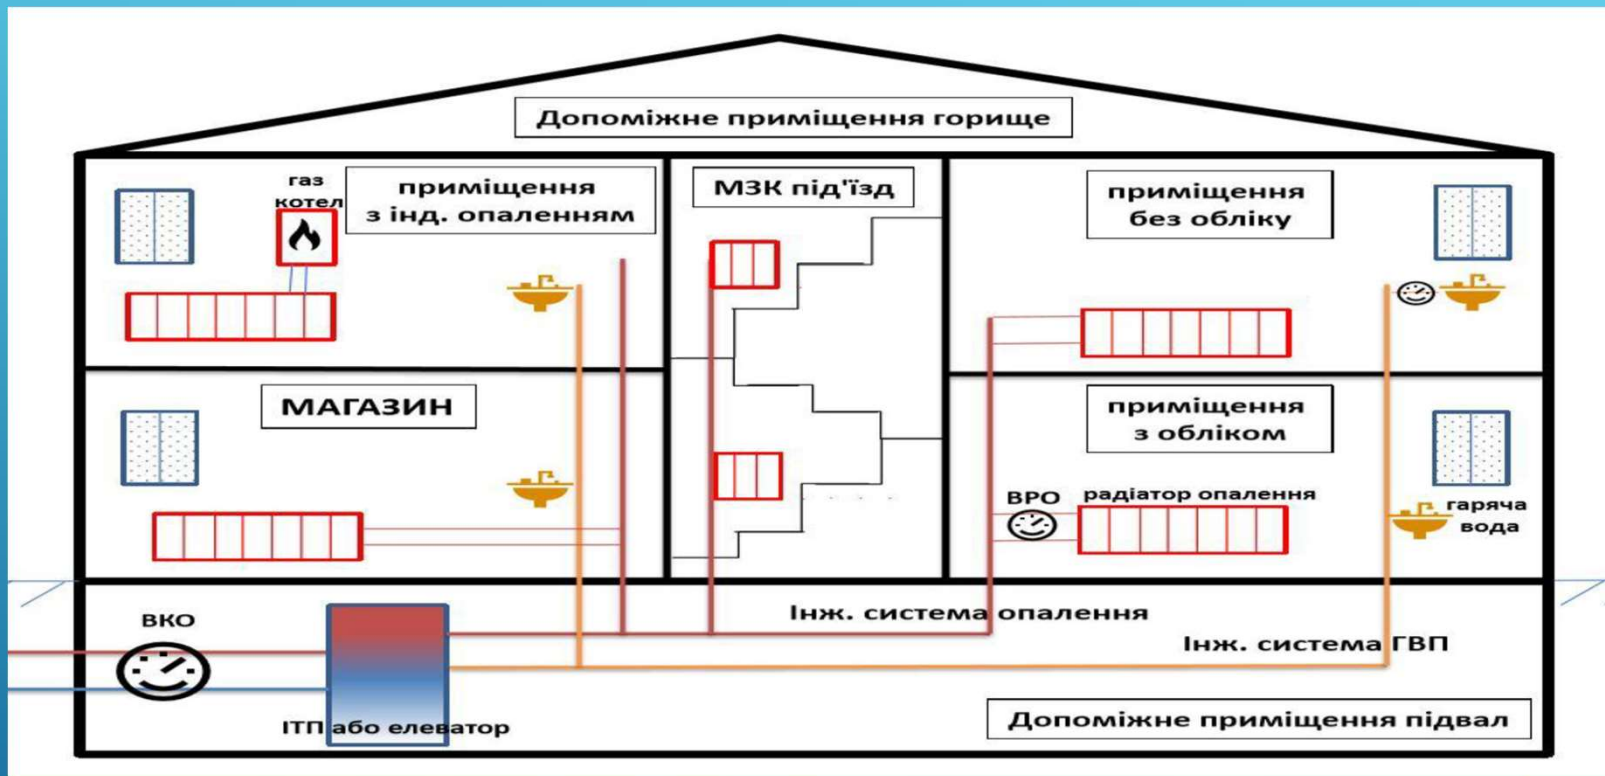 Допоміжне приміщення горище
газ
котел
приміщення
з інд. опаленням
МЗК під'їзд
приміщення
без обліку
МАГАЗИН
приміщення
з обліком
ВРО
радіатор опалення
гаряча
вода
ВКО
Інж. система опалення
Інж. система ГВП
ІТП або елеватор
Допоміжне приміщення підвал